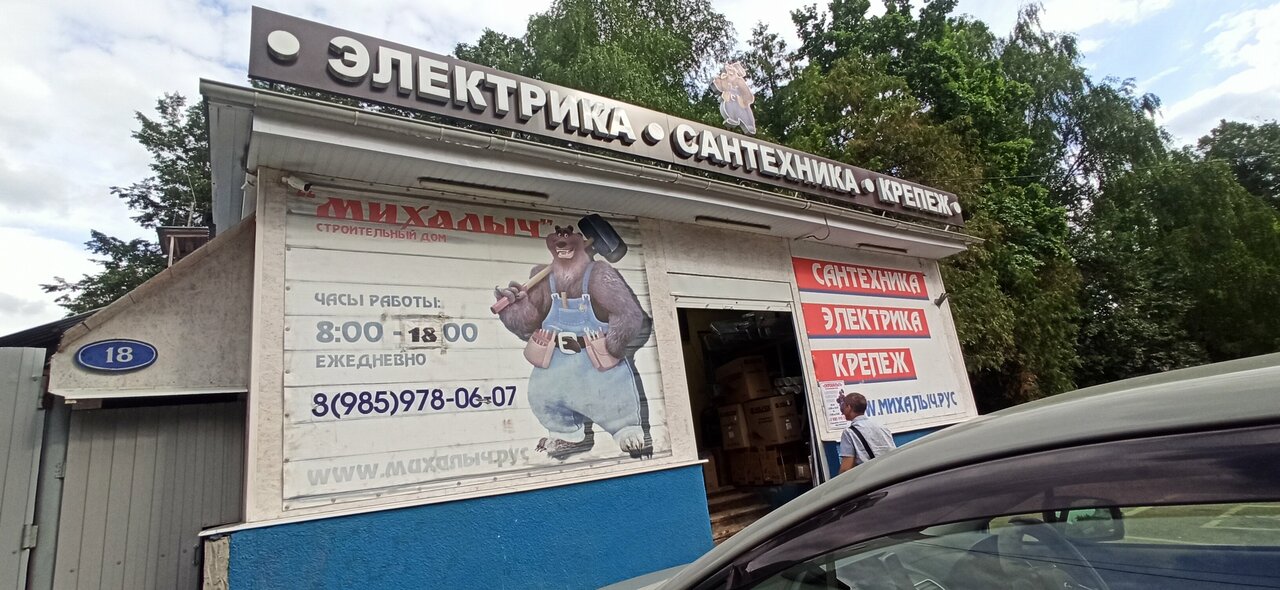 • ЭЛЕКТРИКА • САНТЕХНИКА • КРЕПЕЖ •
"МИХАЛЫЧ"
СТРОИТЕЛЬНЫЙ ДОМ
ЧАСЫ РАБОТЫ:
8:00 - 18:00
ЕЖЕДНЕВНО
8(985)978-06-07
www.михалыч.рус
18
САНТЕХНИКА
ЭЛЕКТРИКА
КРЕПЕЖ
W.МИХАЛЫЧ.РУС